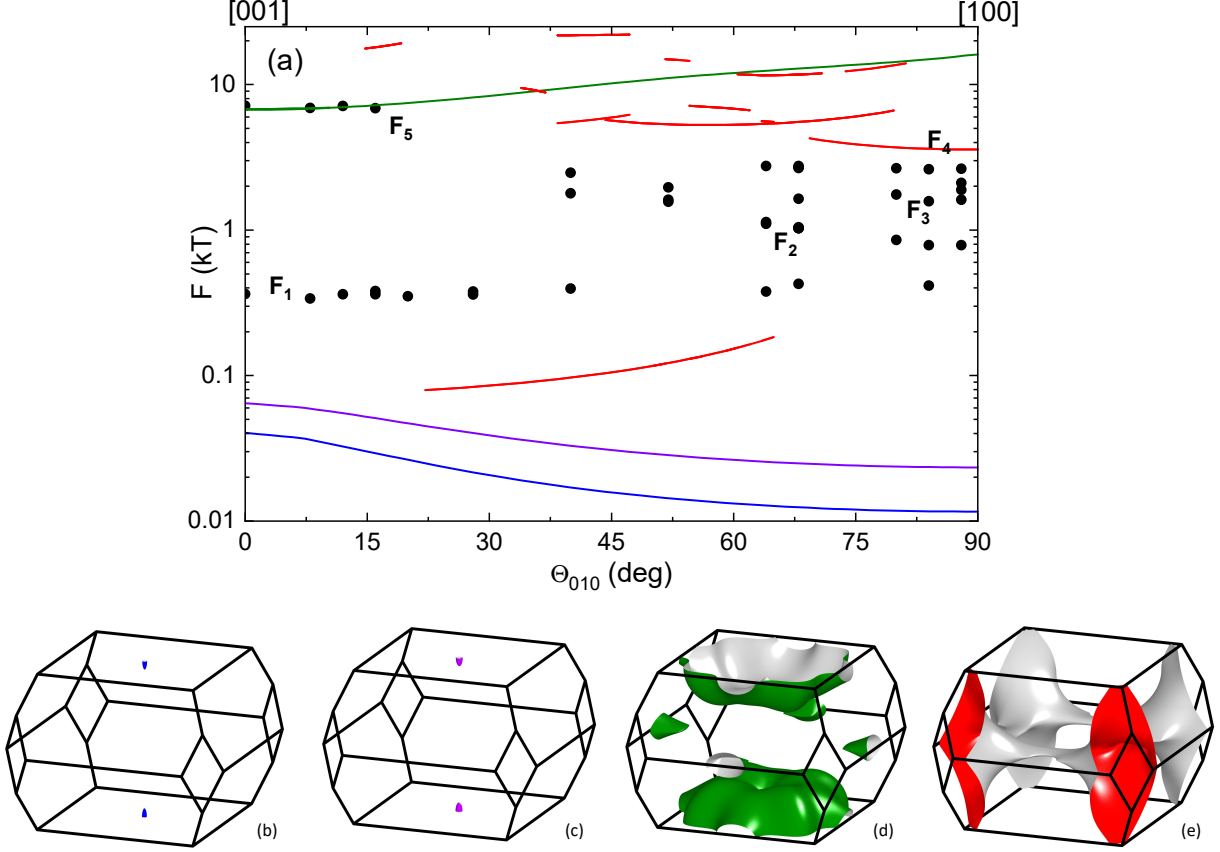 [001] [100]
(a)
10
F₅
F₄
F₃
1
F₂
F (kT)
F₁
0.1
0.01
0 15 30 45 60 75 90
Θ₀₁₀ (deg)
(b) (c) (d) (e)